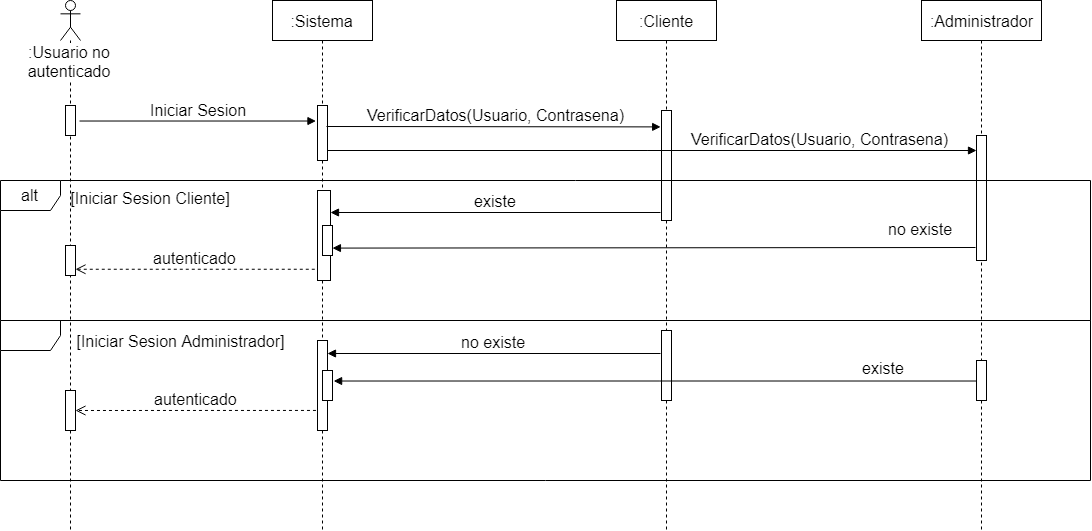 :Sistema
:Cliente
:Administrador
:Usuario no
autenticado
Iniciar Sesion
VerificarDatos(Usuario, Contrasena)
VerificarDatos(Usuario, Contrasena)
alt
[Iniciar Sesion Cliente]
existe
no existe
autenticado
[Iniciar Sesion Administrador]
no existe
existe
autenticado